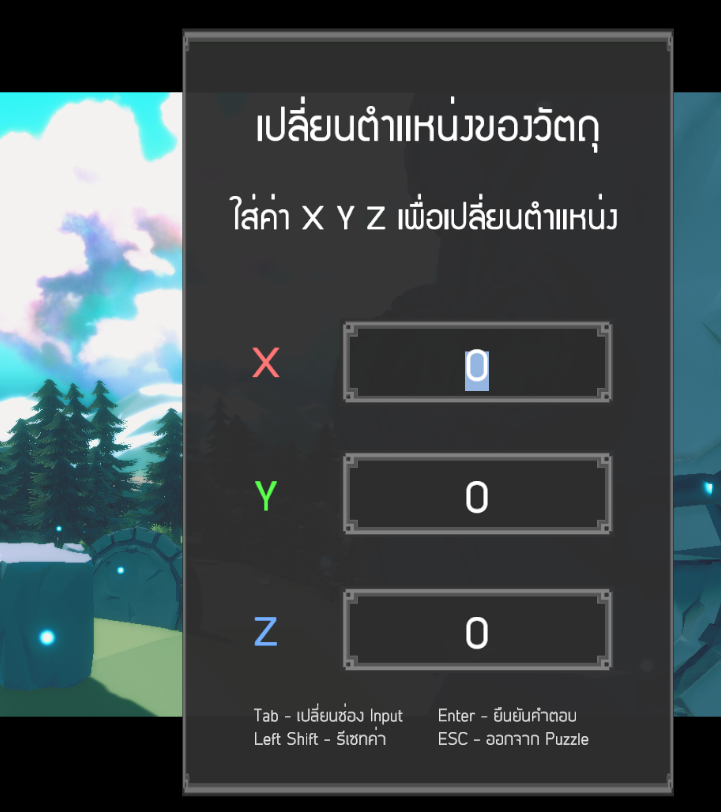 เปลี่ยนตำแหน่งของวัตถุ
ใส่ค่า X Y Z เพื่อเปลี่ยนตำแหน่ง
X 0
Y 0
Z 0
Tab - เปลี่ยนช่อง Input Enter - ยืนยันคำตอบ
Left Shift - รีเซทค่า ESC - ออกจาก Puzzle